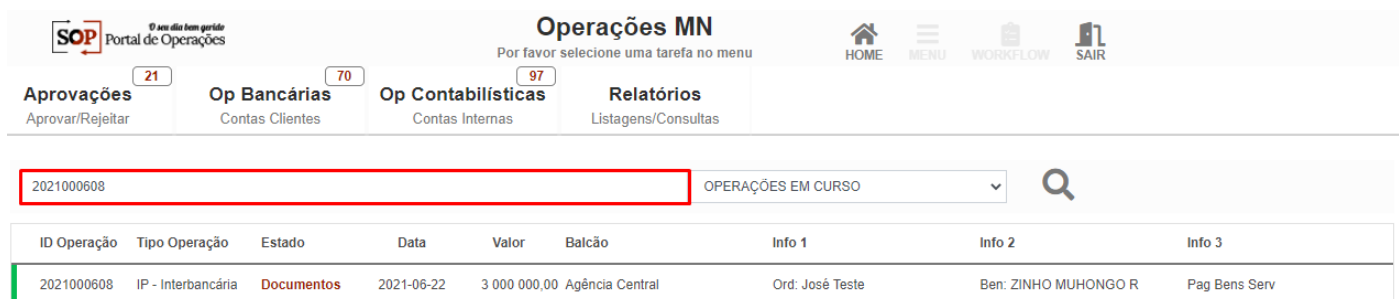 O seu dia bem gerido
SOP Portal de Operações
Operações MN
Por favor selecione uma tarefa no menu
HOME MENU WORKFLOW SAIR
21 70 97
Aprovações Op Bancárias Op Contabilísticas Relatórios
Aprovar/Rejeitar Contas Clientes Contas Internas Listagens/Consultas
2021000608 OPERAÇÕES EM CURSO
ID Operação Tipo Operação Estado Data Valor Balcão Info 1 Info 2 Info 3
2021000608 IP - Interbancária Documentos 2021-06-22 3 000 000,00 Agência Central Ord: José Teste Ben: ZINHO MUHONGO R Pag Bens Serv